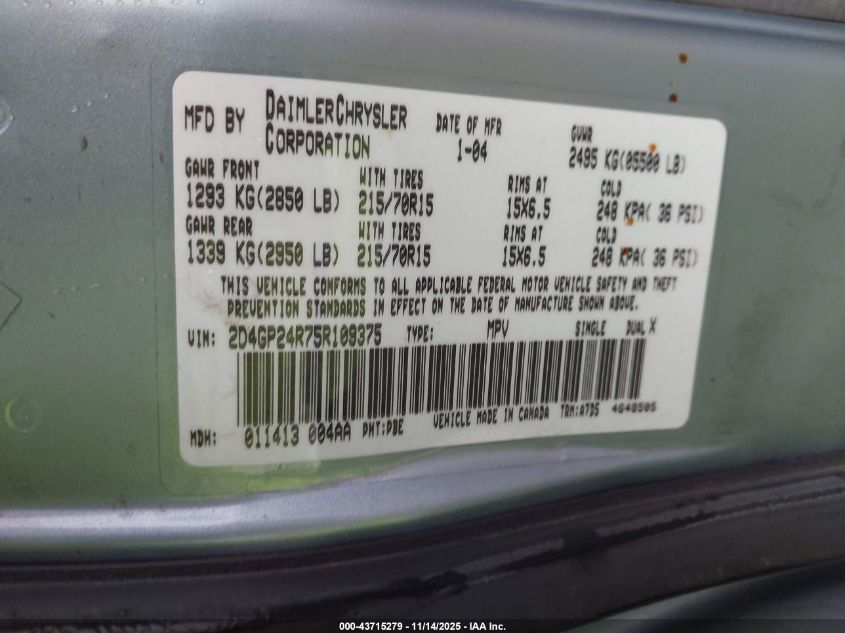 MFD BY DAIMLERCHRYSLER CORPORATION DATE OF MFR 1-04 GVWR 2495 KG(05500 LB)
GAWR FRONT WITH TIRES RIMS AT COLD
1293 KG(2850 LB) 215/70R15 15X6.5 248 KPA( 36 PSI)
GAWR REAR WITH TIRES RIMS AT COLD
1339 KG(2950 LB) 215/70R15 15X6.5 248 KPA( 36 PSI)
THIS VEHICLE CONFORMS TO ALL APPLICABLE FEDERAL MOTOR VEHICLE SAFETY AND THEFT
PREVENTION STANDARDS IN EFFECT ON THE DATE OF MANUFACTURE SHOWN ABOVE.
VIN: 2D4GP24R75R109375 TYPE: MPV SINGLE DUAL X
MDH: 011413 004AA PNT:PBE VEHICLE MADE IN CANADA TRM:A7D5 4648505
000-43715279 - 11/14/2025 - IAA Inc.